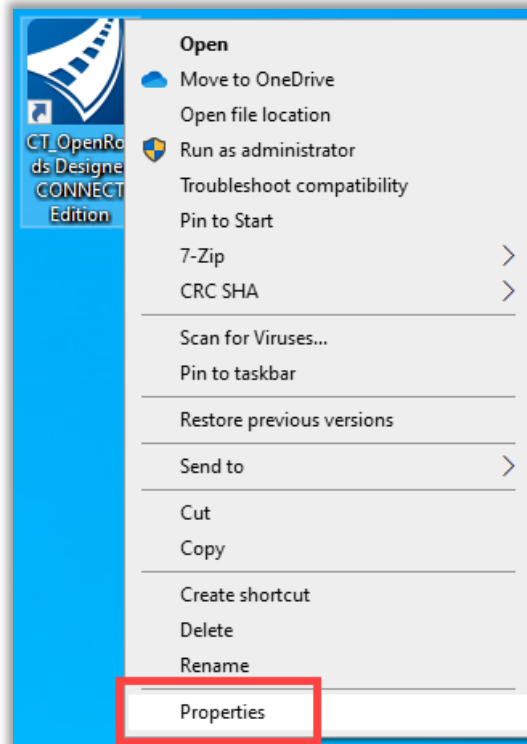 CT_OpenRo
ds Designe
CONNECT
Edition
Open
Move to OneDrive
Open file location
Run as administrator
Troubleshoot compatibility
Pin to Start
7-Zip
CRC SHA
Scan for Viruses...
Pin to taskbar
Restore previous versions
Send to
Cut
Copy
Create shortcut
Delete
Rename
Properties